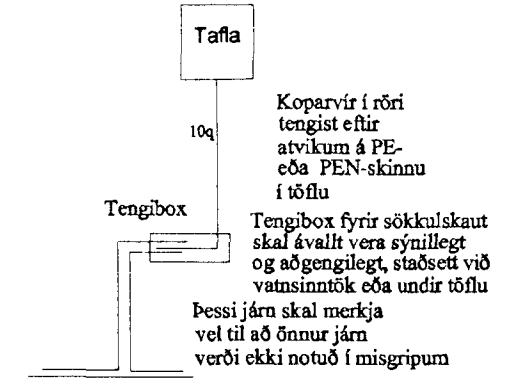 Tafla
Koparvír í röri
tengist eftir
atvikum á PE-
eða PEN-skinnu
í töflu
10q
Tengibox
Tengibox fyrir sökkulskaut
skal ávallt vera sýnillegt
og aðgengilegt, staðsett við
vatnsinntök eða undir töflu
Þessi járn skal merkja
vel til að önnur járn
verði ekki notuð í misgripum